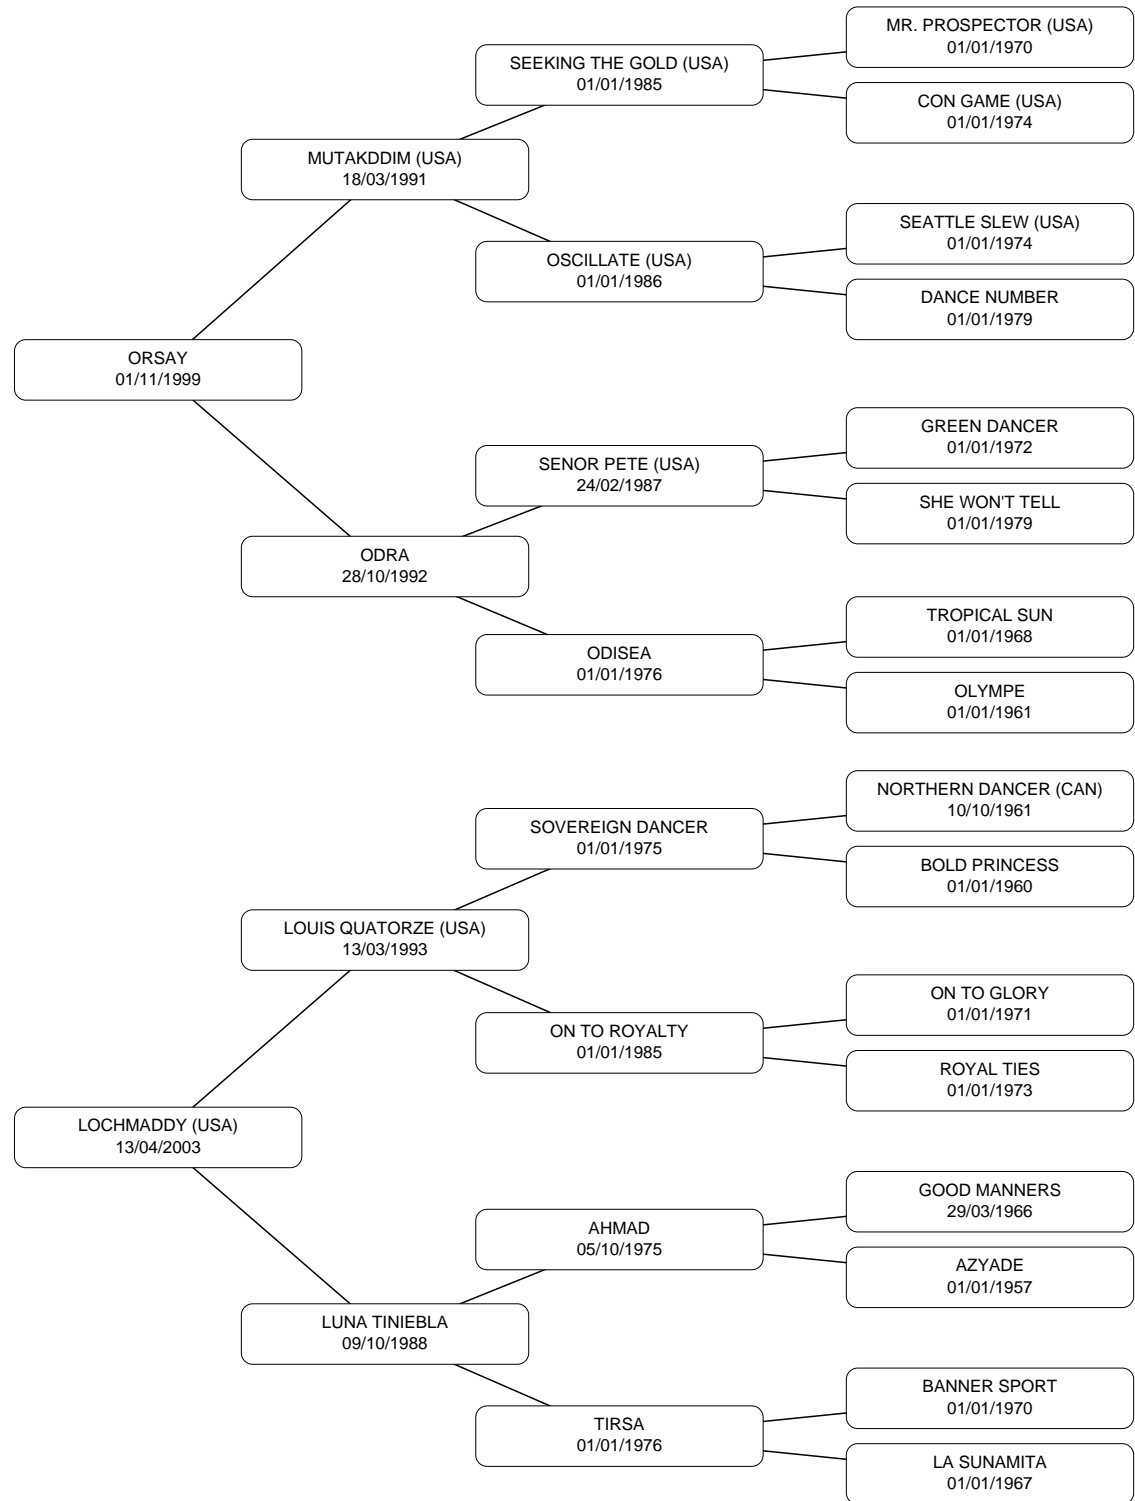 MR. PROSPECTOR (USA)
01/01/1970
SEEKING THE GOLD (USA)
01/01/1985
CON GAME (USA)
01/01/1974
MUTAKDDIM (USA)
18/03/1991
SEATTLE SLEW (USA)
01/01/1974
OSCILLATE (USA)
01/01/1986
DANCE NUMBER
01/01/1979
ORSAY
01/11/1999
GREEN DANCER
01/01/1972
SENOR PETE (USA)
24/02/1987
SHE WON'T TELL
01/01/1979
ODRA
28/10/1992
TROPICAL SUN
01/01/1968
ODISEA
01/01/1976
OLYMPE
01/01/1961
NORTHERN DANCER (CAN)
10/10/1961
SOVEREIGN DANCER
01/01/1975
BOLD PRINCESS
01/01/1960
LOUIS QUATORZE (USA)
13/03/1993
ON TO GLORY
01/01/1971
ON TO ROYALTY
01/01/1985
ROYAL TIES
01/01/1973
LOCHMADDY (USA)
13/04/2003
GOOD MANNERS
29/03/1966
AHMAD
05/10/1975
AZYADE
01/01/1957
LUNA TINIEBLA
09/10/1988
BANNER SPORT
01/01/1970
TIRSA
01/01/1976
LA SUNAMITA
01/01/1967